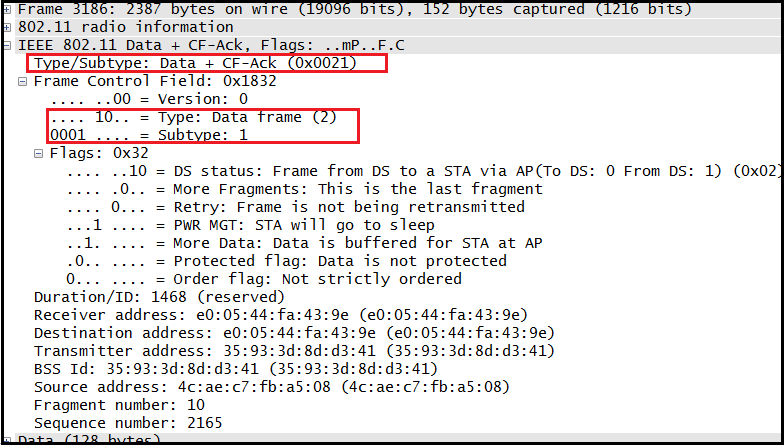 Frame 3186: 2387 bytes on wire (19096 bits), 152 bytes captured (1216 bits)
802.11 radio information
IEEE 802.11 Data + CF-Ack, Flags: ..mP..F.C
Type/Subtype: Data + CF-Ack (0x0021)
Frame Control Field: 0x1832
.... ..00 = Version: 0
.... 10.. = Type: Data frame (2)
0001 .... = Subtype: 1
Flags: 0x32
.... ..10 = DS status: Frame from DS to a STA via AP(To DS: 0 From DS: 1) (0x02)
.... .0.. = More Fragments: This is the last fragment
.... 0... = Retry: Frame is not being retransmitted
...1 .... = PWR MGT: STA will go to sleep
..1. .... = More Data: Data is buffered for STA at AP
.0.. .... = Protected flag: Data is not protected
0... .... = Order flag: Not strictly ordered
Duration/ID: 1468 (reserved)
Receiver address: e0:05:44:fa:43:9e (e0:05:44:fa:43:9e)
Destination address: e0:05:44:fa:43:9e (e0:05:44:fa:43:9e)
Transmitter address: 35:93:3d:8d:d3:41 (35:93:3d:8d:d3:41)
BSS Id: 35:93:3d:8d:d3:41 (35:93:3d:8d:d3:41)
Source address: 4c:ae:c7:fb:a5:08 (4c:ae:c7:fb:a5:08)
Fragment number: 10
Sequence number: 2165
Data (128 bytes)